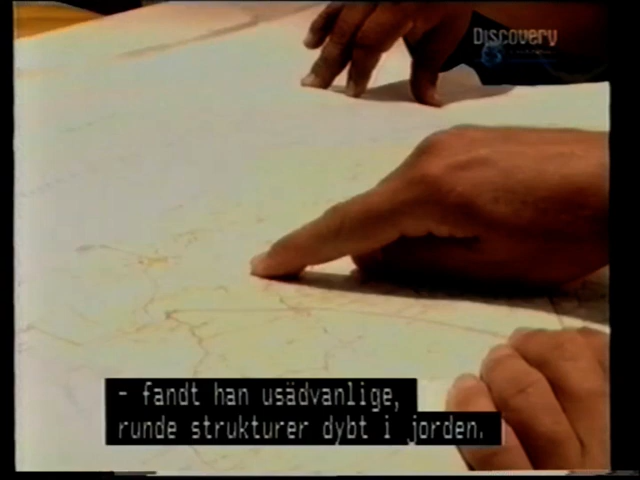 Discovery
- fandt han usädvanlige,
runde strukturer dybt i jorden.